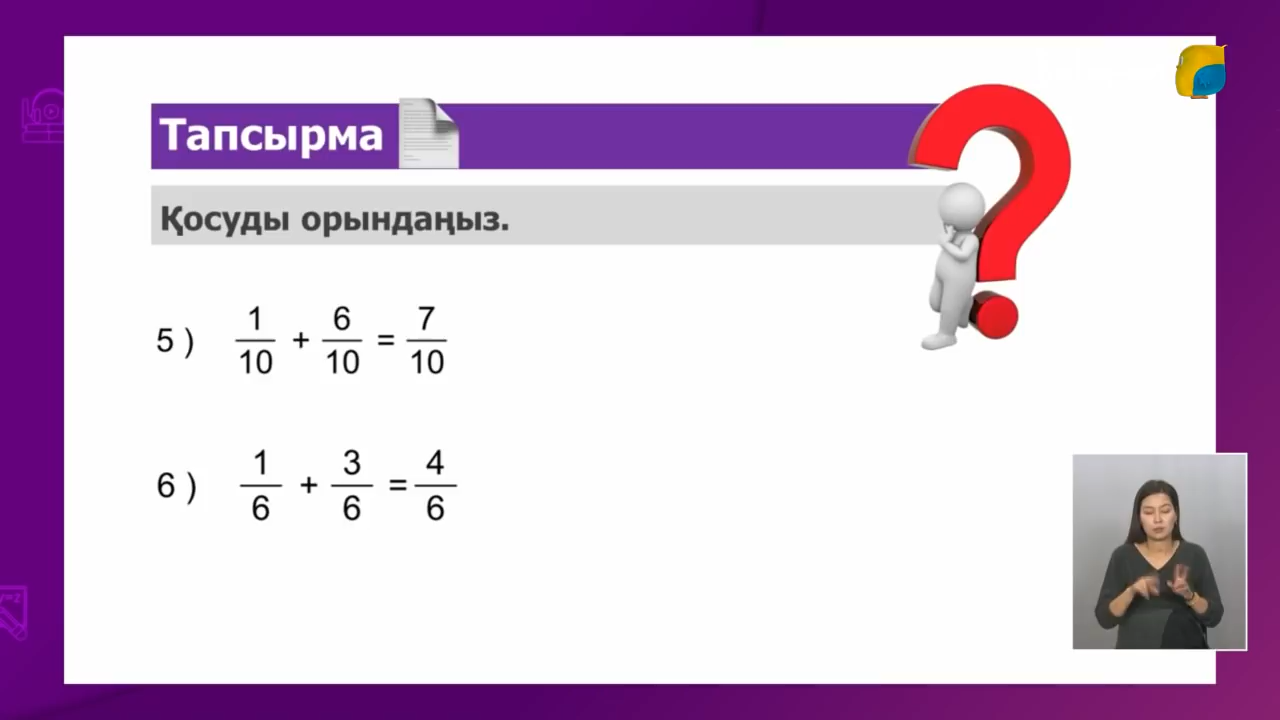 Тапсырма
Қосуды орындаңыз.
5 ) 1/10 + 6/10 = 7/10
6 ) 1/6 + 3/6 = 4/6